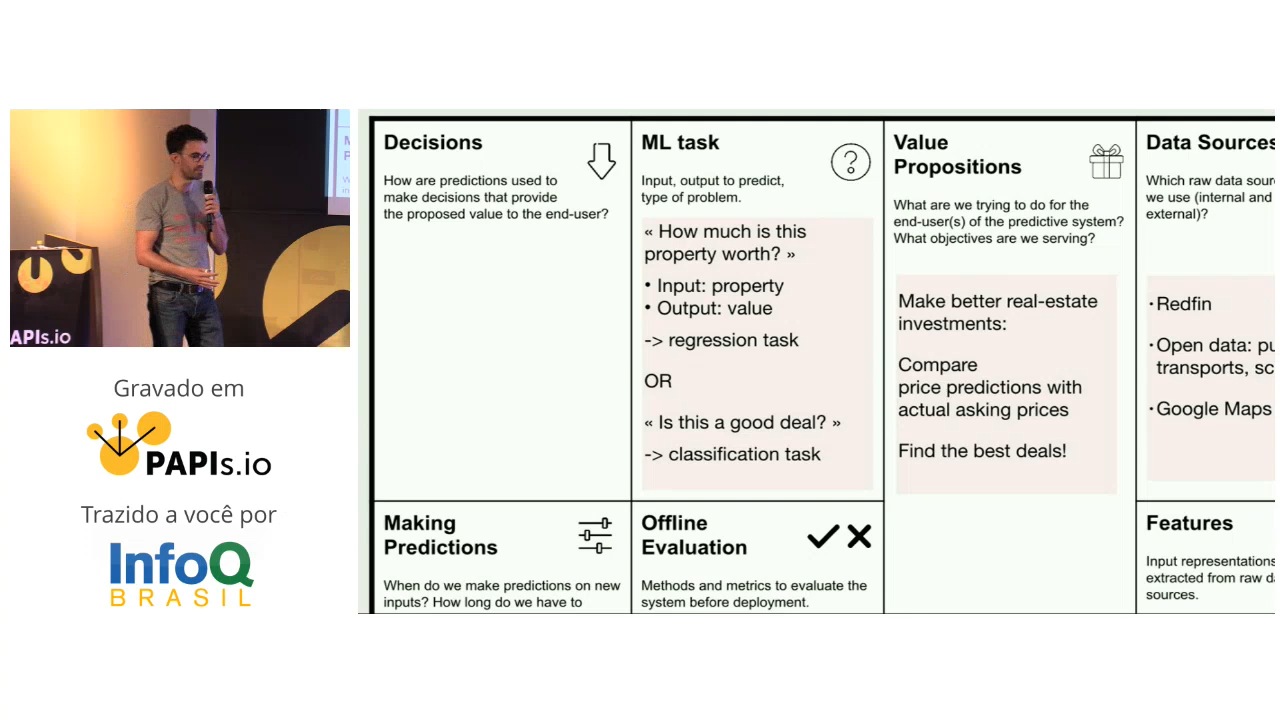 APIs.io
Gravado em
PAPIs.io
Trazido a você por
InfoQ
BRASIL
Decisions
How are predictions used to
make decisions that provide
the proposed value to the end-user?
ML task
Input, output to predict,
type of problem.
« How much is this
property worth? »
• Input: property
• Output: value
-> regression task
OR
« Is this a good deal? »
-> classification task
Value
Propositions
What are we trying to do for the
end-user(s) of the predictive system?
What objectives are we serving?
Make better real-estate
investments:
Compare
price predictions with
actual asking prices
Find the best deals!
Data Sources
Which raw data
we use (internal and
external)?
• Redfin
• Open data:
transports,
• Google Maps
Making
Predictions
When do we make predictions on new
inputs? How long do we have to
Offline
Evaluation
Methods and metrics to evaluate the
system before deployment.
Features
Input representations
extracted from raw
sources.